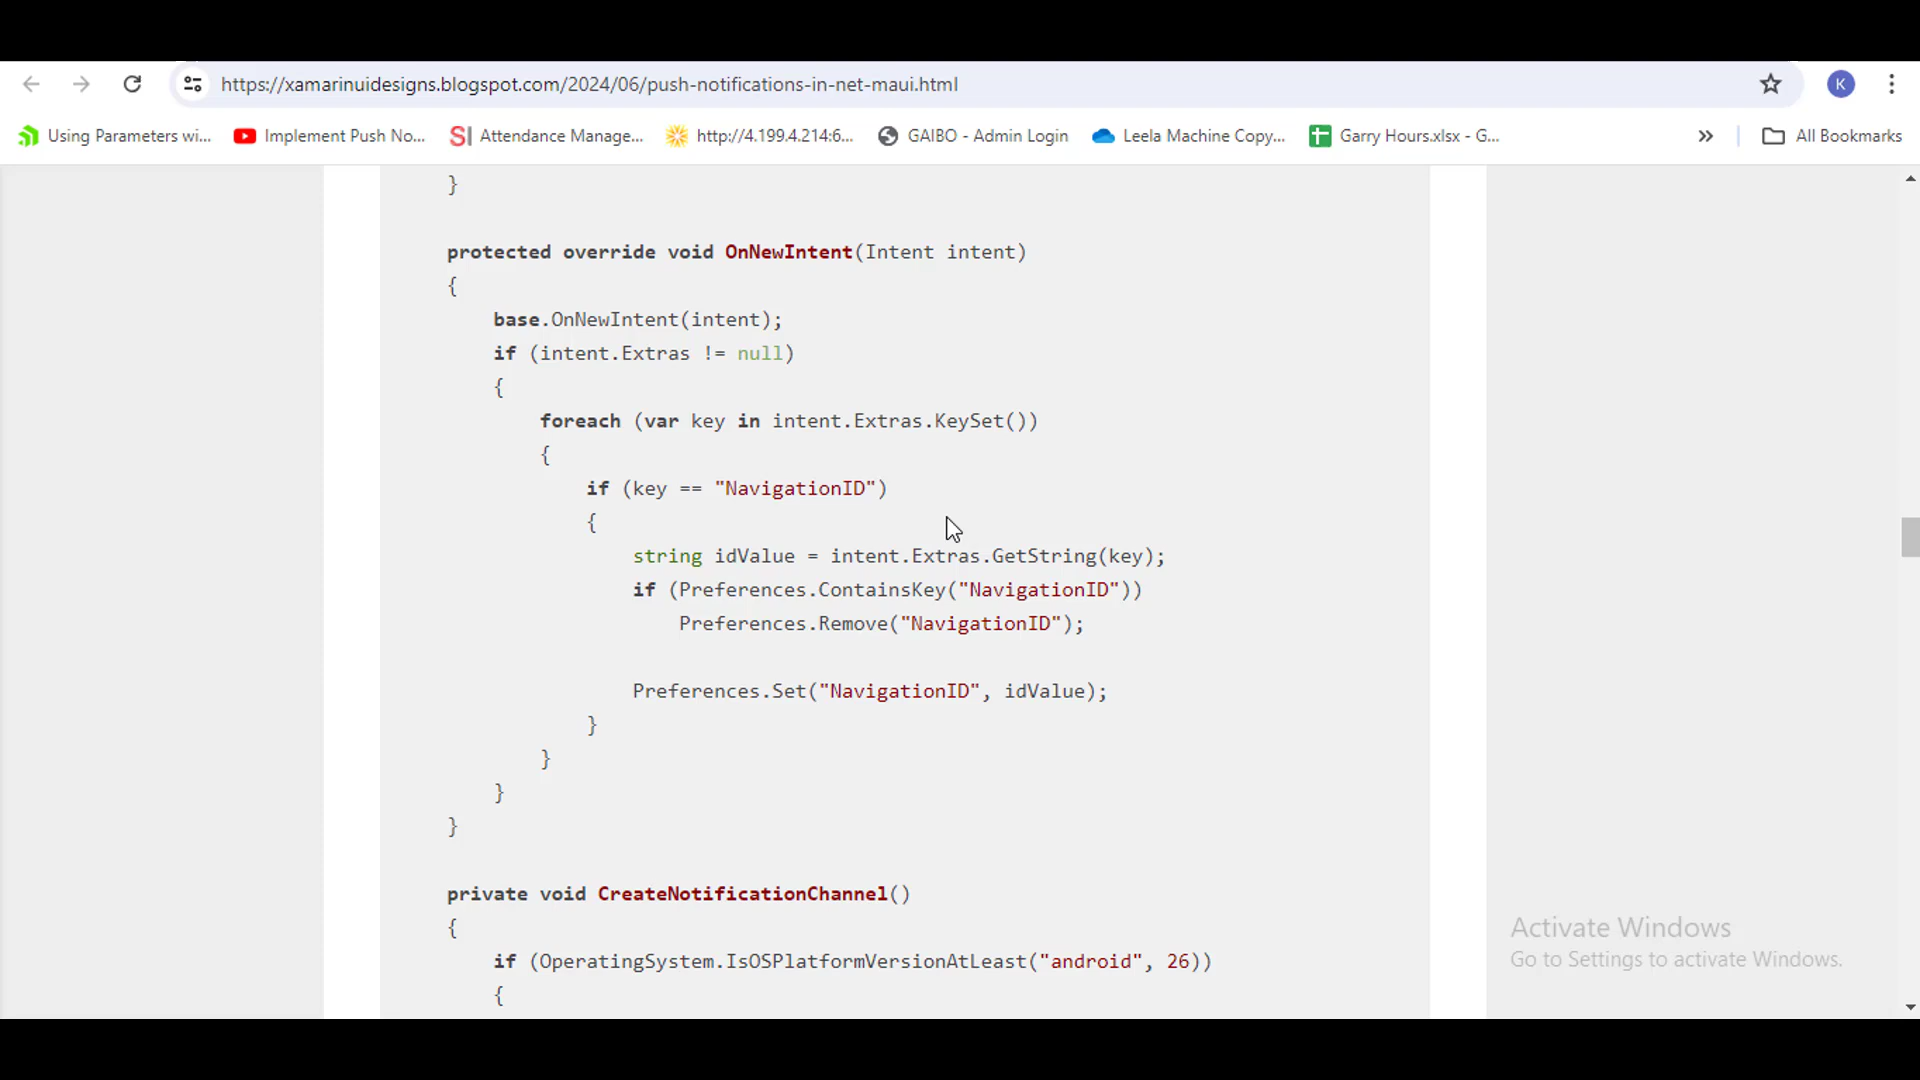 https://xamarinuidesigns.blogspot.com/2024/06/push-notifications-in-net-maui.html
K
Using Parameters wi...
Implement Push No...
Attendance Manage...
http://4.199.4.214:6...
GAIBO - Admin Login
Leela Machine Copy...
Garry Hours.xlsx - G...
All Bookmarks
}
protected override void OnNewIntent(Intent intent)
{
base.OnNewIntent(intent);
if (intent.Extras != null)
{
foreach (var key in intent.Extras.KeySet())
{
if (key == "NavigationID")
{
string idValue = intent.Extras.GetString(key);
if (Preferences.ContainsKey("NavigationID"))
Preferences.Remove("NavigationID");
Preferences.Set("NavigationID", idValue);
}
}
}
}
private void CreateNotificationChannel()
{
if (OperatingSystem.IsOSPlatformVersionAtLeast("android", 26))
{
Activate Windows
Go to Settings to activate Windows.